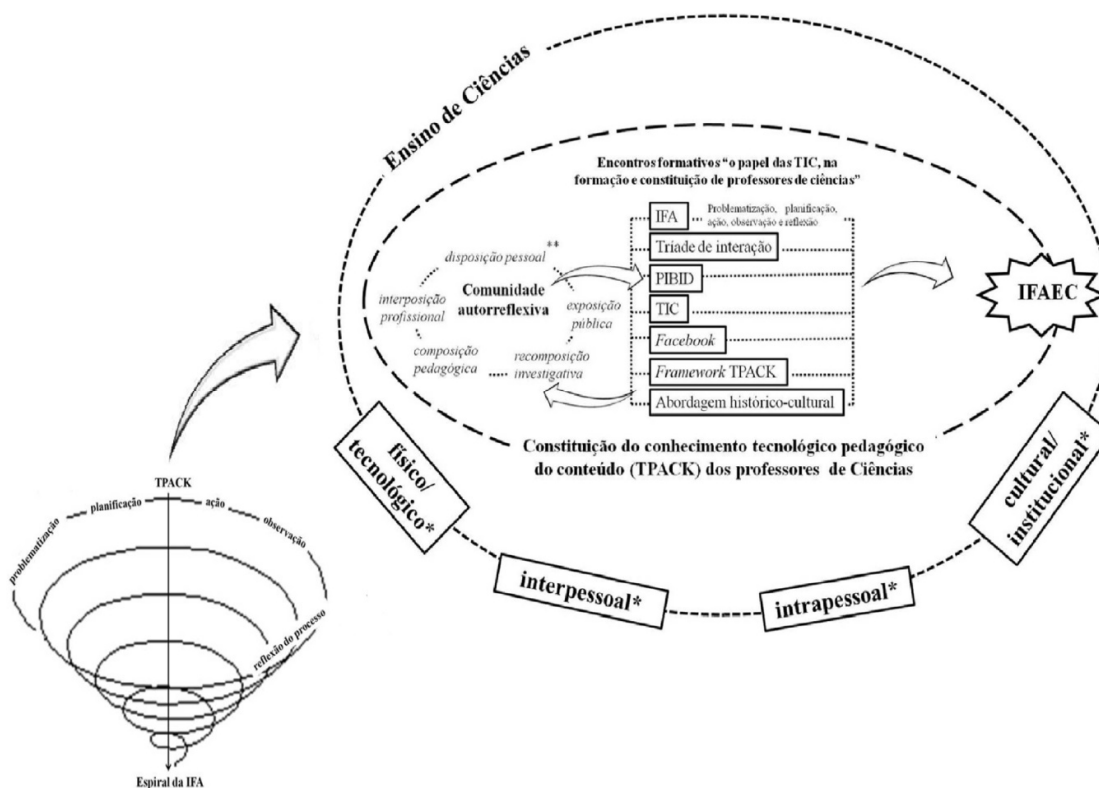 Ensino de Ciências
Encontros formativos “o papel das TIC, na
formação e constituição de professores de ciências”
IFA
Problematização, planificação,
ação, observação e reflexão
Tríade de interação
PIBID
TIC
Facebook
Framework TPACK
Abordagem histórico-cultural
disposição pessoal**
Comunidade
autorreflexiva
interposição
profissional
exposição
pública
composição
pedagógica
recomposição
investigativa
IFAEC
Constituição do conhecimento tecnológico pedagógico
do conteúdo (TPACK) dos professores de Ciências
físico/
tecnológico*
interpessoal*
intrapessoal*
cultural/
institucional*
TPACK
problematização
planificação
ação
observação
reflexão do processo
Espiral da IFA